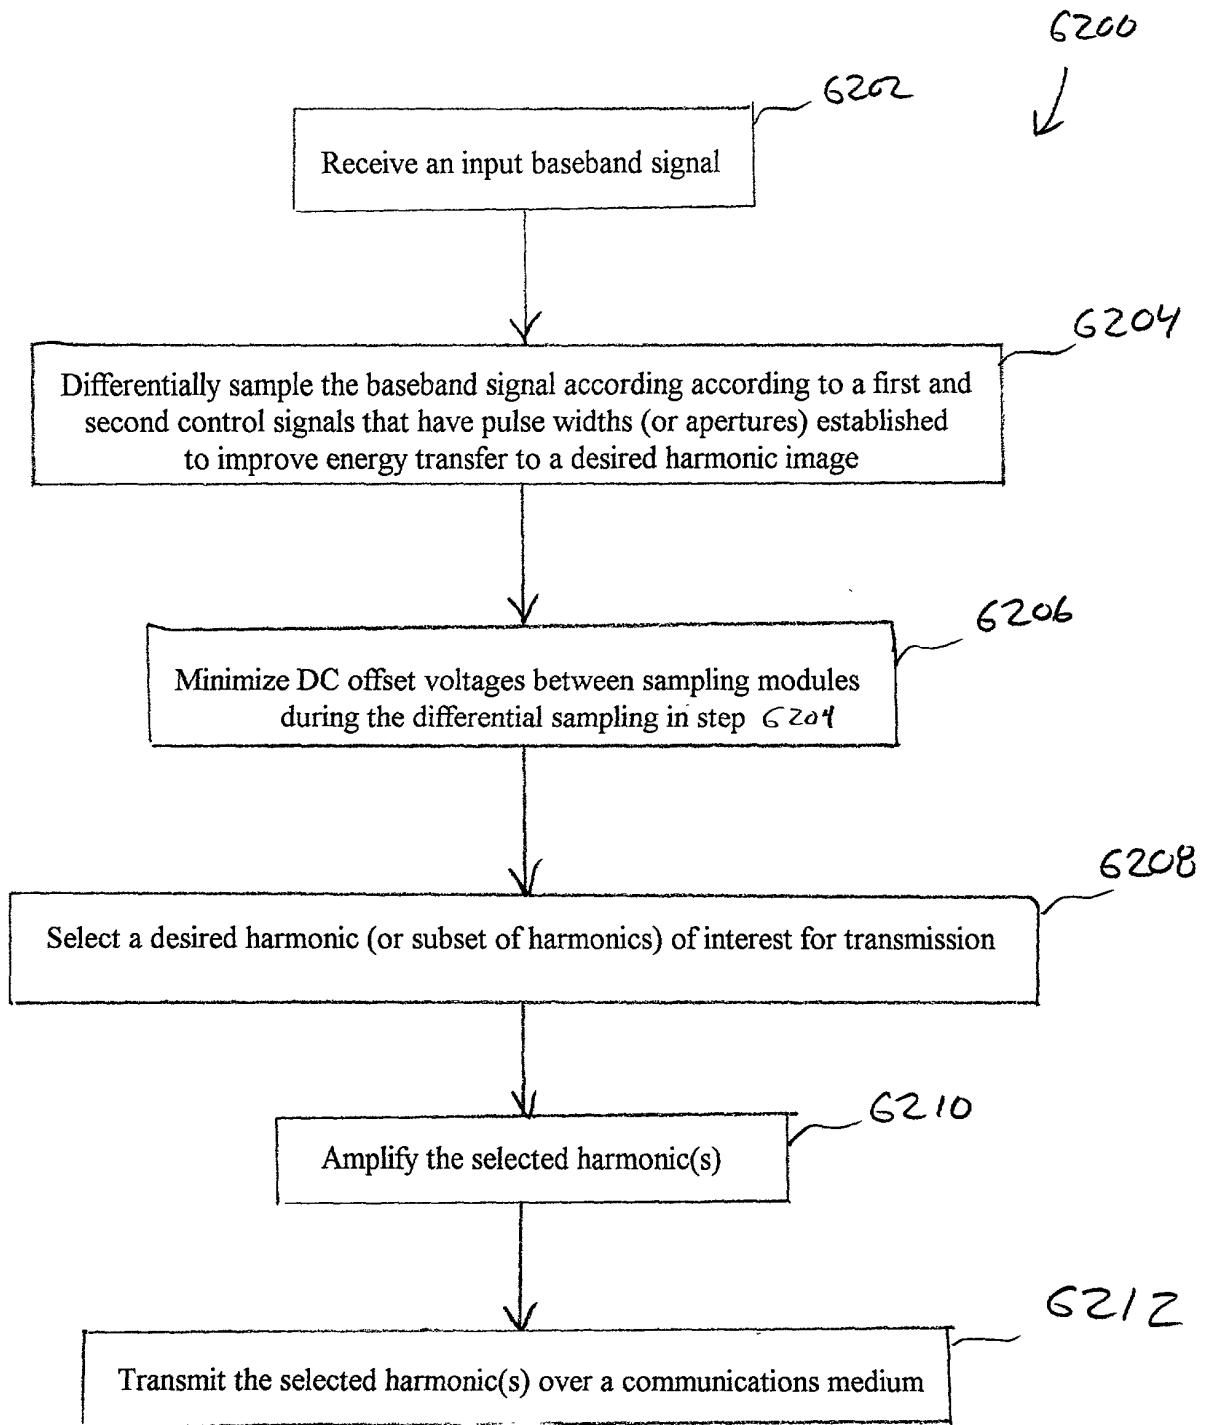 6200
6202
Receive an input baseband signal
6204
Differentially sample the baseband signal according according to a first and
second control signals that have pulse widths (or apertures) established
to improve energy transfer to a desired harmonic image
6206
Minimize DC offset voltages between sampling modules
during the differential sampling in step 6204
6208
Select a desired harmonic (or subset of harmonics) of interest for transmission
6210
Amplify the selected harmonic(s)
6212
Transmit the selected harmonic(s) over a communications medium